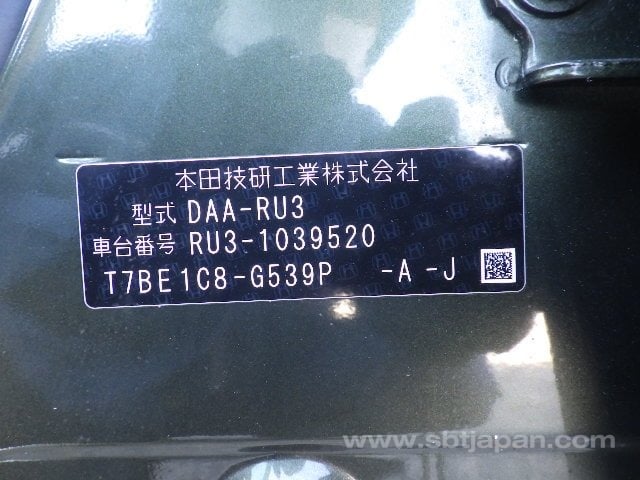 本田技研工業株式会社
型式 DAA-RU3
車台番号 RU3-1039520
T7BE1C8-G539P -A -J
www.sbtjapan.com